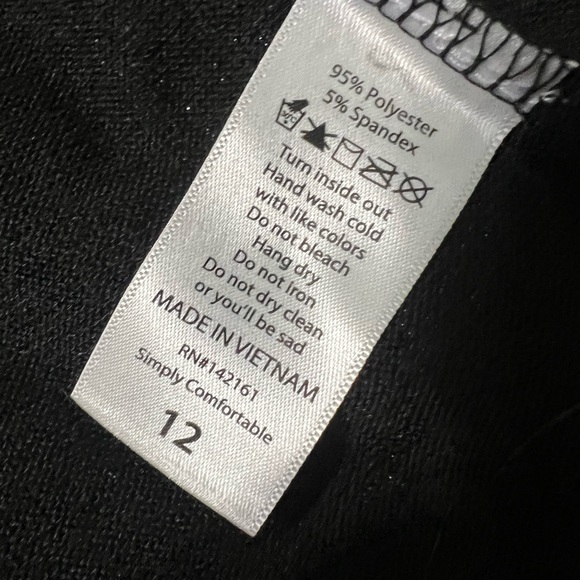 95% Polyester
5% Spandex
Turn inside out
Hand wash cold
with like colors
Do not bleach
Hang dry
Do not iron
Do not dry clean
or you'll be sad
MADE IN VIETNAM
RN#142161
Simply Comfortable
12